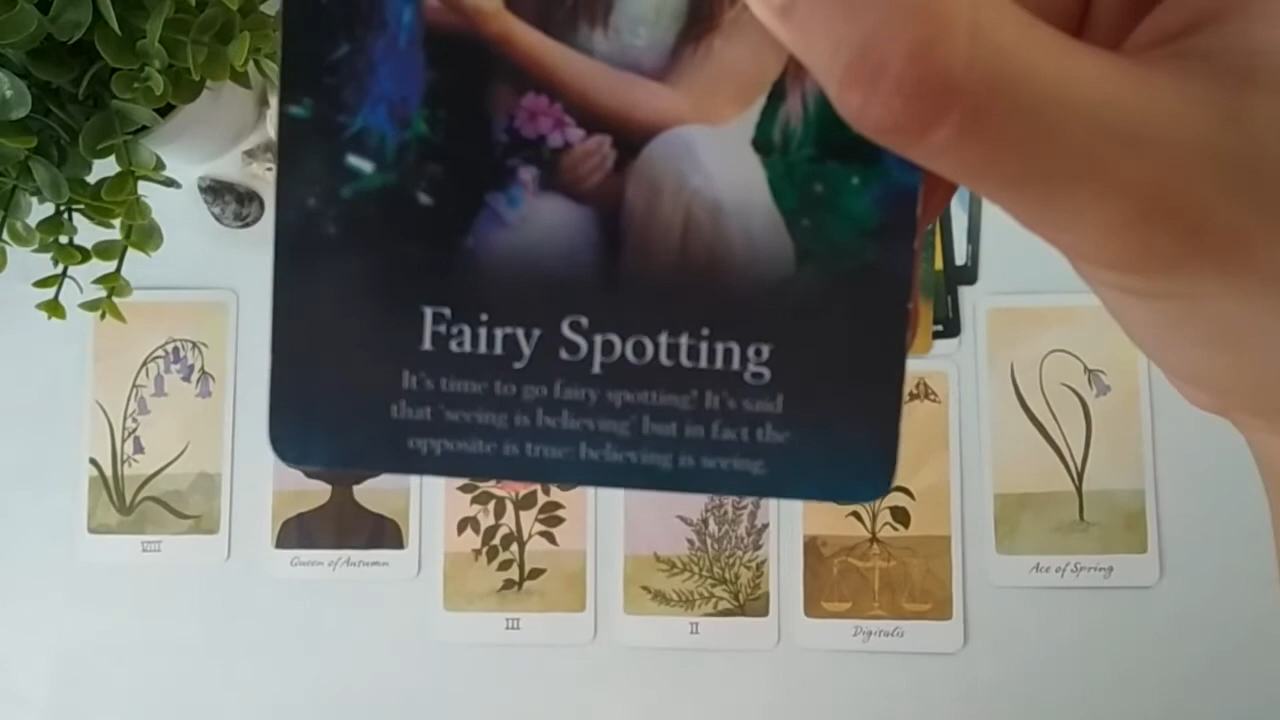 Fairy Spotting
It's time to go fairy spotting! It's said
that 'seeing is believing' but in fact the
opposite is true: believing is seeing.
VIII
Queen of Autumn
III
II
Digitalis
Ace of Spring